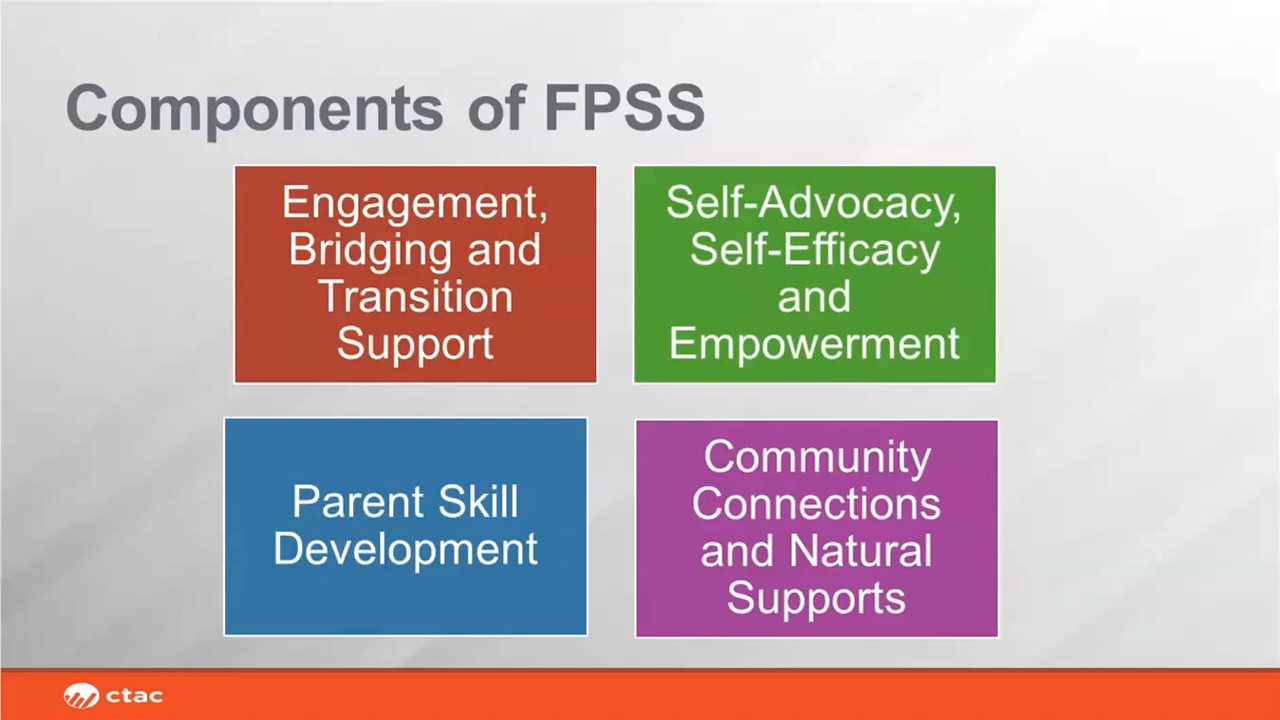 Components of FPSS
Engagement,
Bridging and
Transition
Support
Self-Advocacy,
Self-Efficacy
and
Empowerment
Parent Skill
Development
Community
Connections
and Natural
Supports
ctac